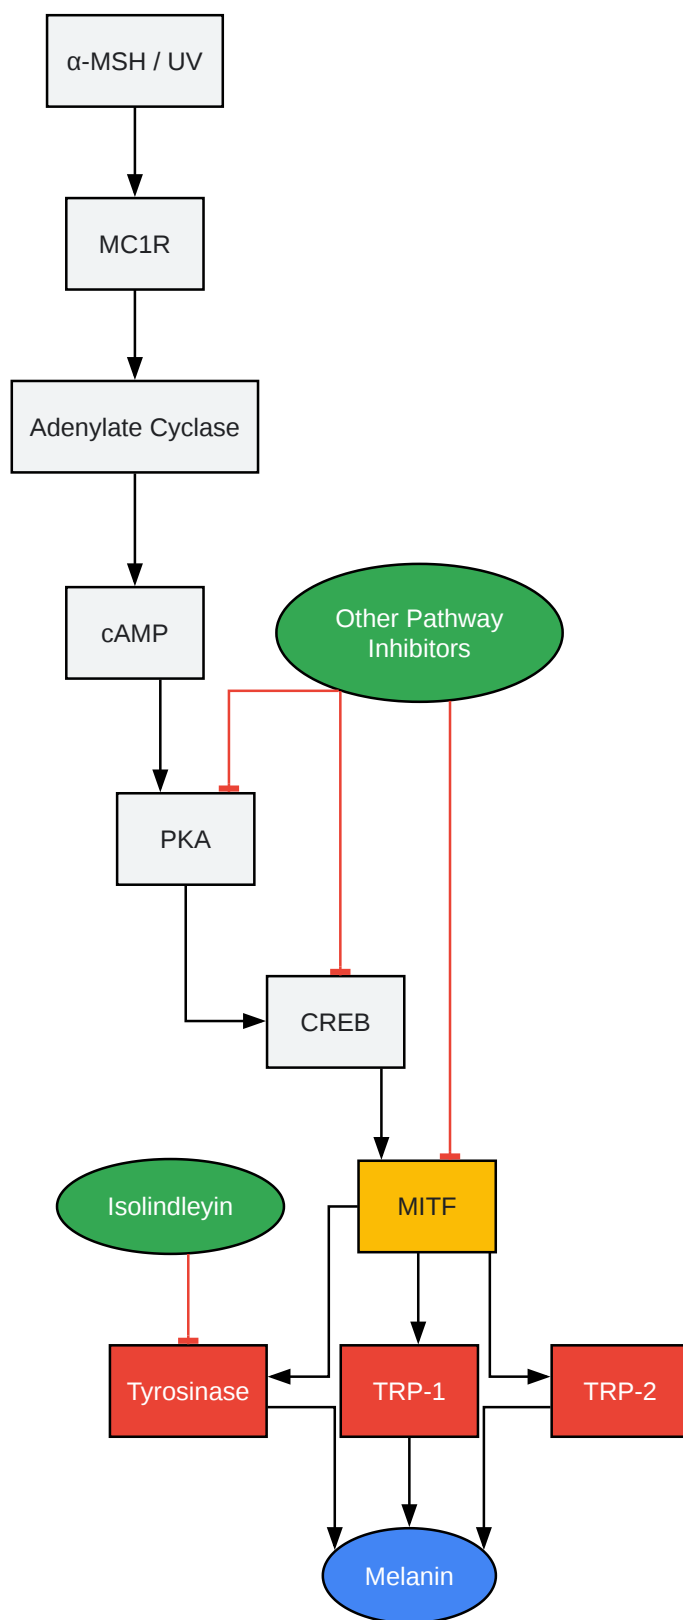 α-MSH / UV
MC1R
Adenylate Cyclase
cAMP
Other Pathway
Inhibitors
PKA
CREB
Isolindleyin
MITF
Tyrosinase
TRP-1
TRP-2
Melanin